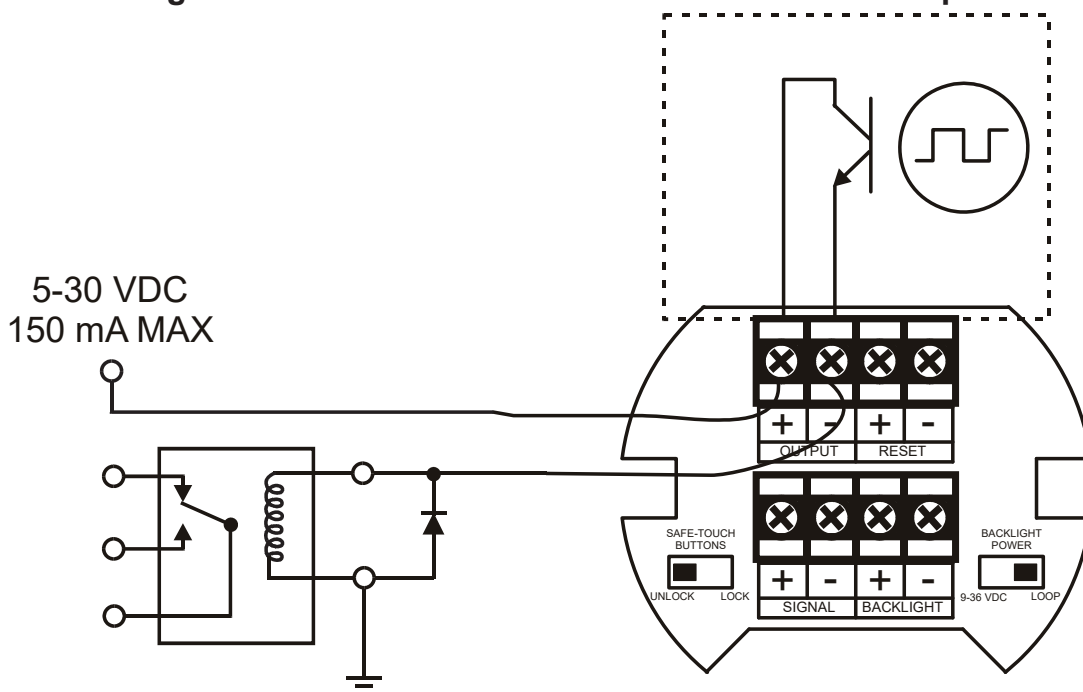 5-30 VDC
150 mA MAX
+ - + -
OUTPUT RESET
SAFE-TOUCH
BUTTONS
UNLOCK LOCK
+ - + -
SIGNAL BACKLIGHT
BACKLIGHT
POWER
9-36 VDC LOOP